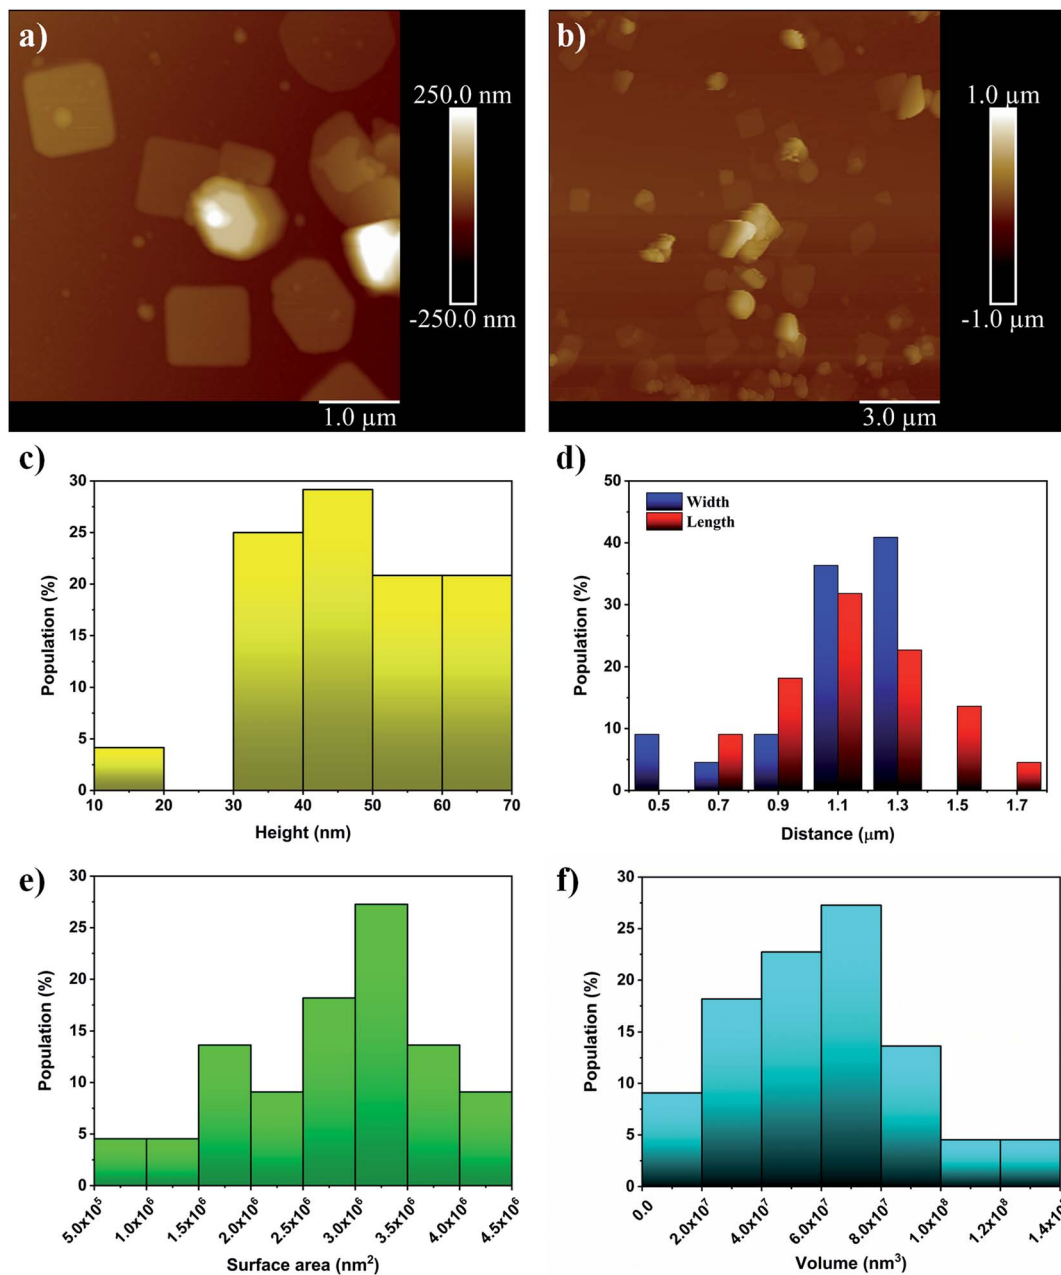 a)
250.0 nm
-250.0 nm
1.0 µm
b)
1.0 µm
-1.0 µm
3.0 µm
c)
Population (%)
30
25
20
15
10
5
0
10 20 30 40 50 60 70
Height (nm)
d)
Population (%)
50
40
30
20
10
0
Width
Length
0.5 0.7 0.9 1.1 1.3 1.5 1.7
Distance (µm)
e)
Population (%)
30
25
20
15
10
5
0
5.0x10⁵ 1.0x10⁶ 1.5x10⁶ 2.0x10⁶ 2.5x10⁶ 3.0x10⁶ 3.5x10⁶ 4.0x10⁶ 4.5x10⁶
Surface area (nm²)
f)
Population (%)
30
25
20
15
10
5
0
0.0 2.0x10⁷ 4.0x10⁷ 6.0x10⁷ 8.0x10⁷ 1.0x10⁸ 1.2x10⁸
Volume (nm³)